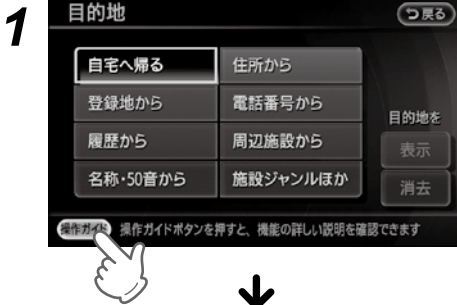 1
目的地
戻る
自宅へ帰る
住所から
登録地から
電話番号から
目的地を
履歴から
周辺施設から
表示
名称・50音から
施設ジャンルほか
消去
操作ガイド 操作ガイドボタンを押すと、機能の詳しい説明を確認できます